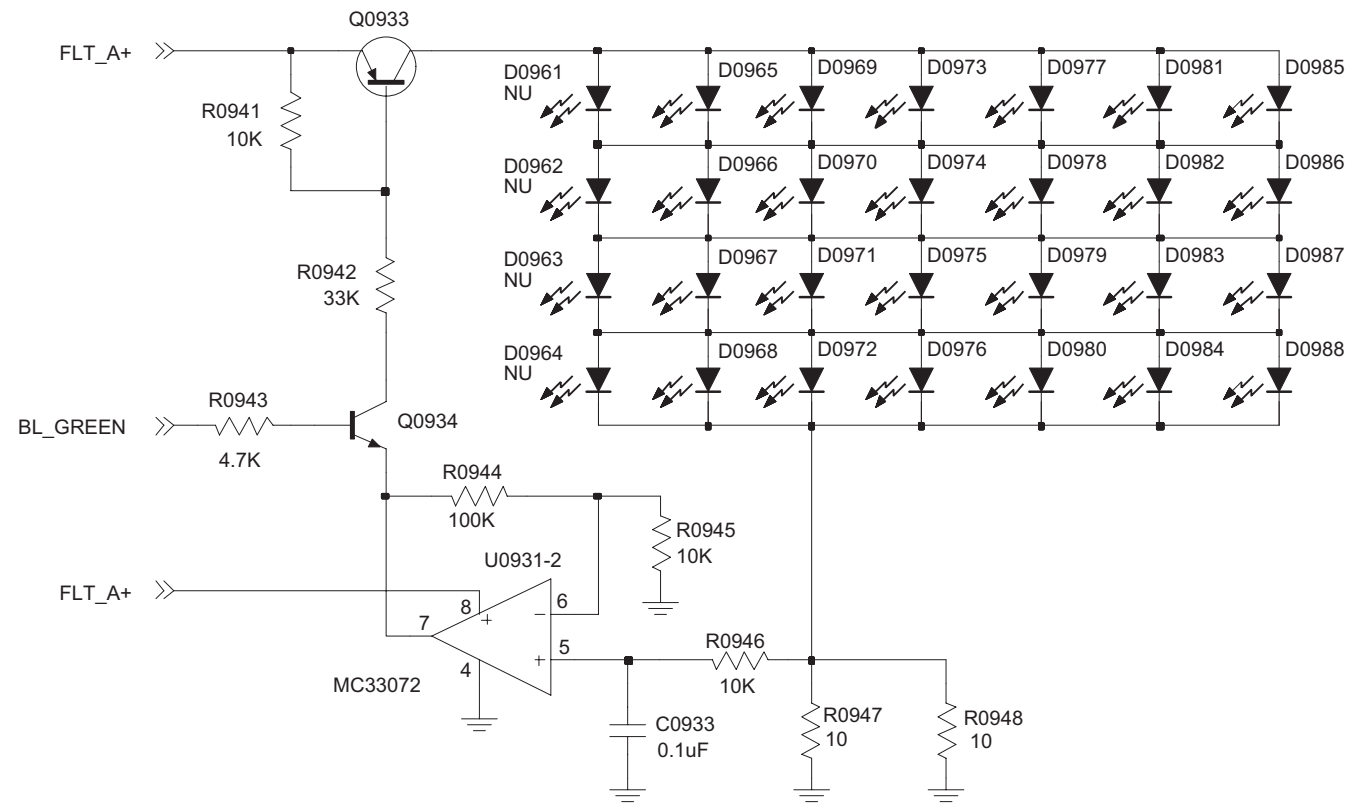 Q0933
FLT_A+
D0961
NU
D0965
D0969
D0973
D0977
D0981
D0985
R0941
10K
D0962
NU
D0966
D0970
D0974
D0978
D0982
D0986
R0942
33K
D0963
NU
D0967
D0971
D0975
D0979
D0983
D0987
D0964
NU
D0968
D0972
D0976
D0980
D0984
D0988
R0943
4.7K
BL_GREEN
Q0934
R0944
100K
R0945
10K
U0931-2
FLT_A+
8
+
6
−
7
5
+
4
MC33072
R0946
10K
C0933
0.1uF
R0947
10
R0948
10